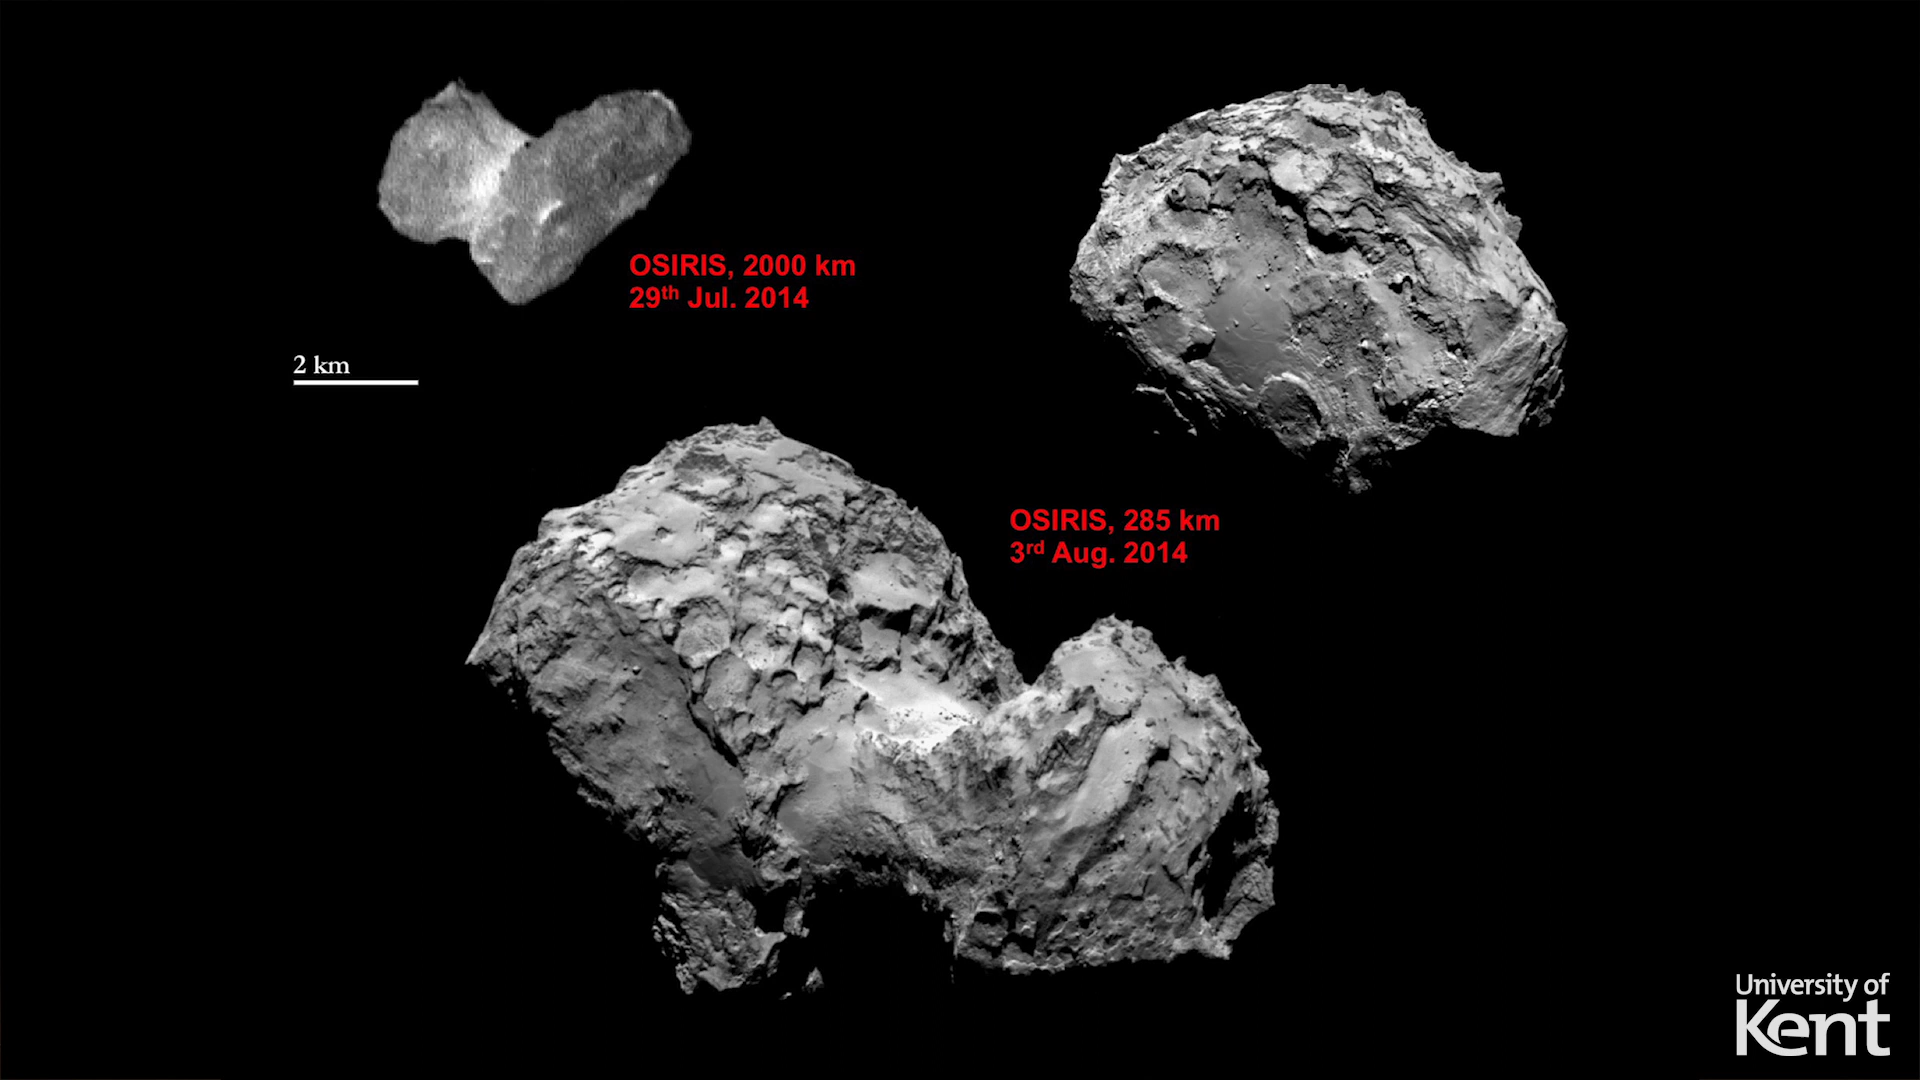 OSIRIS, 2000 km
29th Jul. 2014
2 km
OSIRIS, 285 km
3rd Aug. 2014
University of
Kent